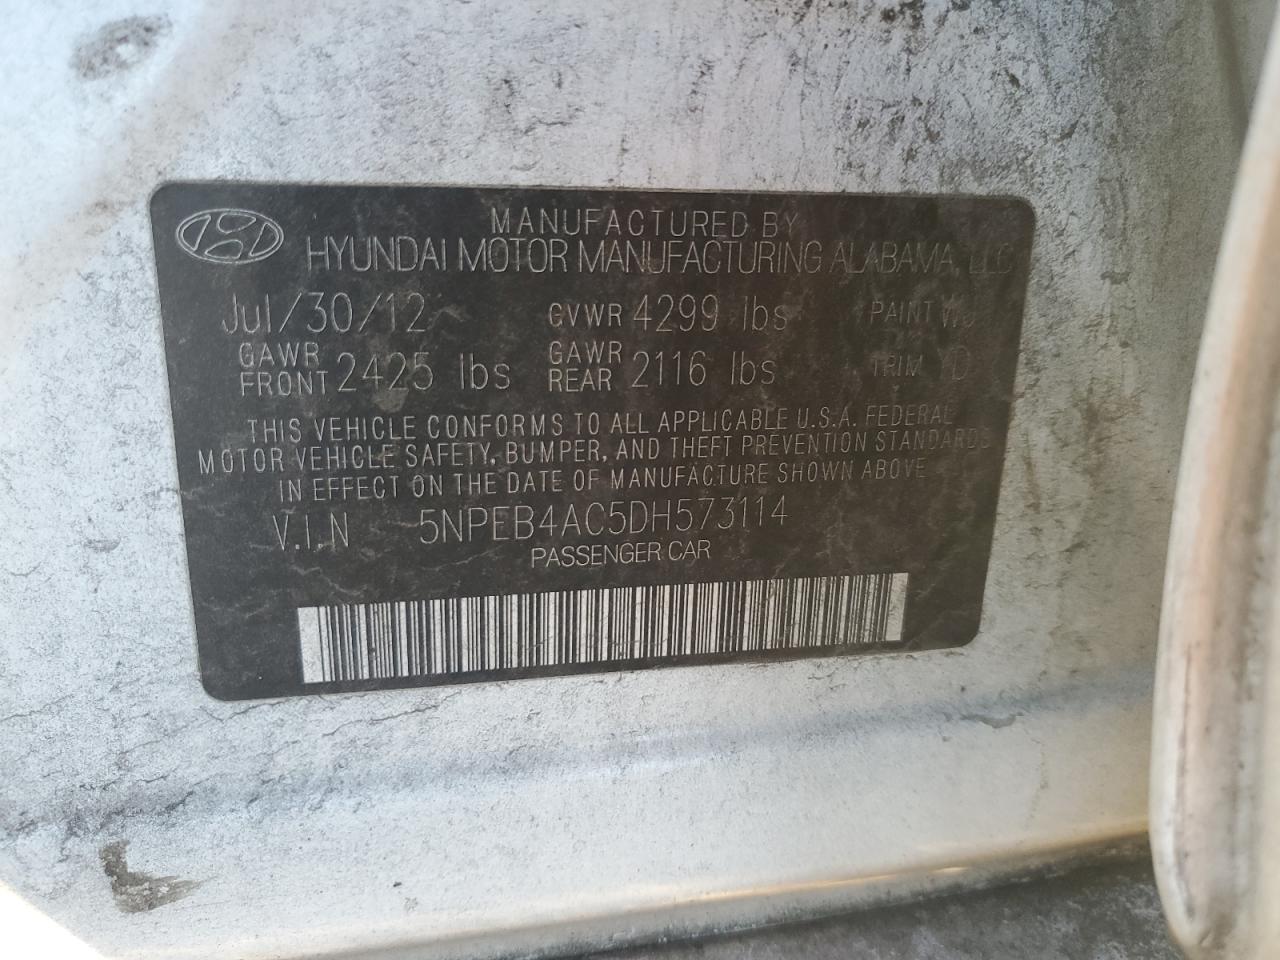 MANUFACTURED BY
HYUNDAI MOTOR MANUFACTURING ALABAMA, LLC
Jul/30/12 GVWR 4299 lbs PAINT
GAWR FRONT 2425 lbs GAWR REAR 2116 lbs TRIM YD
THIS VEHICLE CONFORMS TO ALL APPLICABLE U.S.A. FEDERAL
MOTOR VEHICLE SAFETY, BUMPER, AND THEFT PREVENTION STANDARDS
IN EFFECT ON THE DATE OF MANUFACTURE SHOWN ABOVE
V.I.N 5NPEB4AC5DH573114
PASSENGER CAR